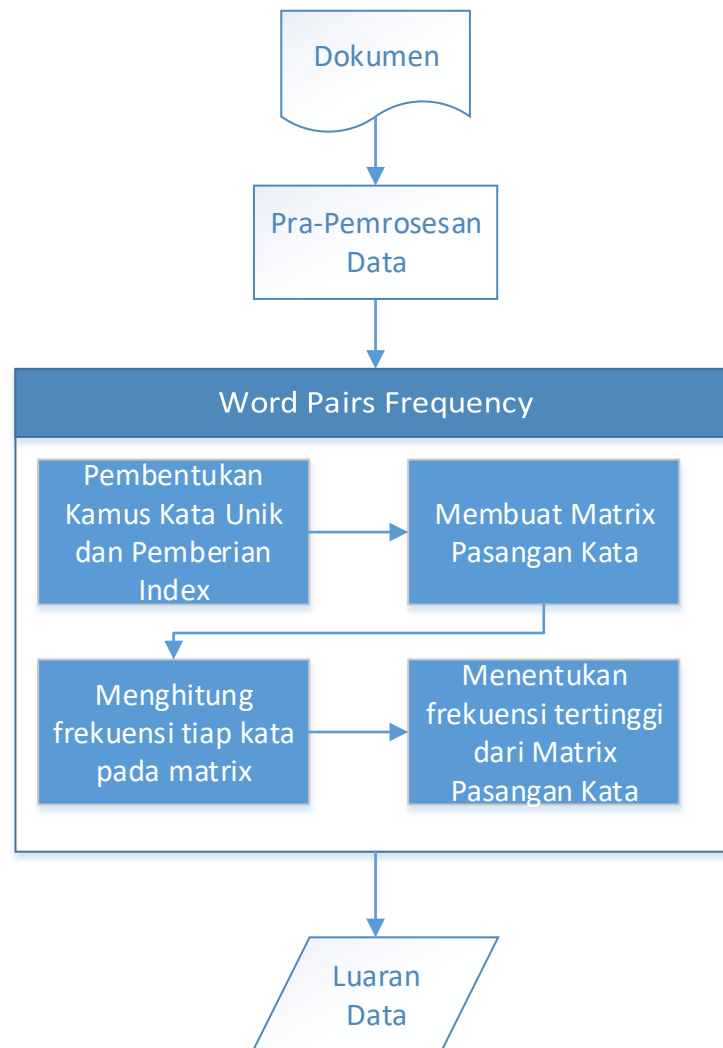 Dokumen
Pra-Pemrosesan
Data
Word Pairs Frequency
Pembentukan
Kamus Kata Unik
dan Pemberian
Index
Membuat Matrix
Pasangan Kata
Menghitung
frekuensi tiap kata
pada matrix
Menentukan
frekuensi tertinggi
dari Matrix
Pasangan Kata
Luaran
Data